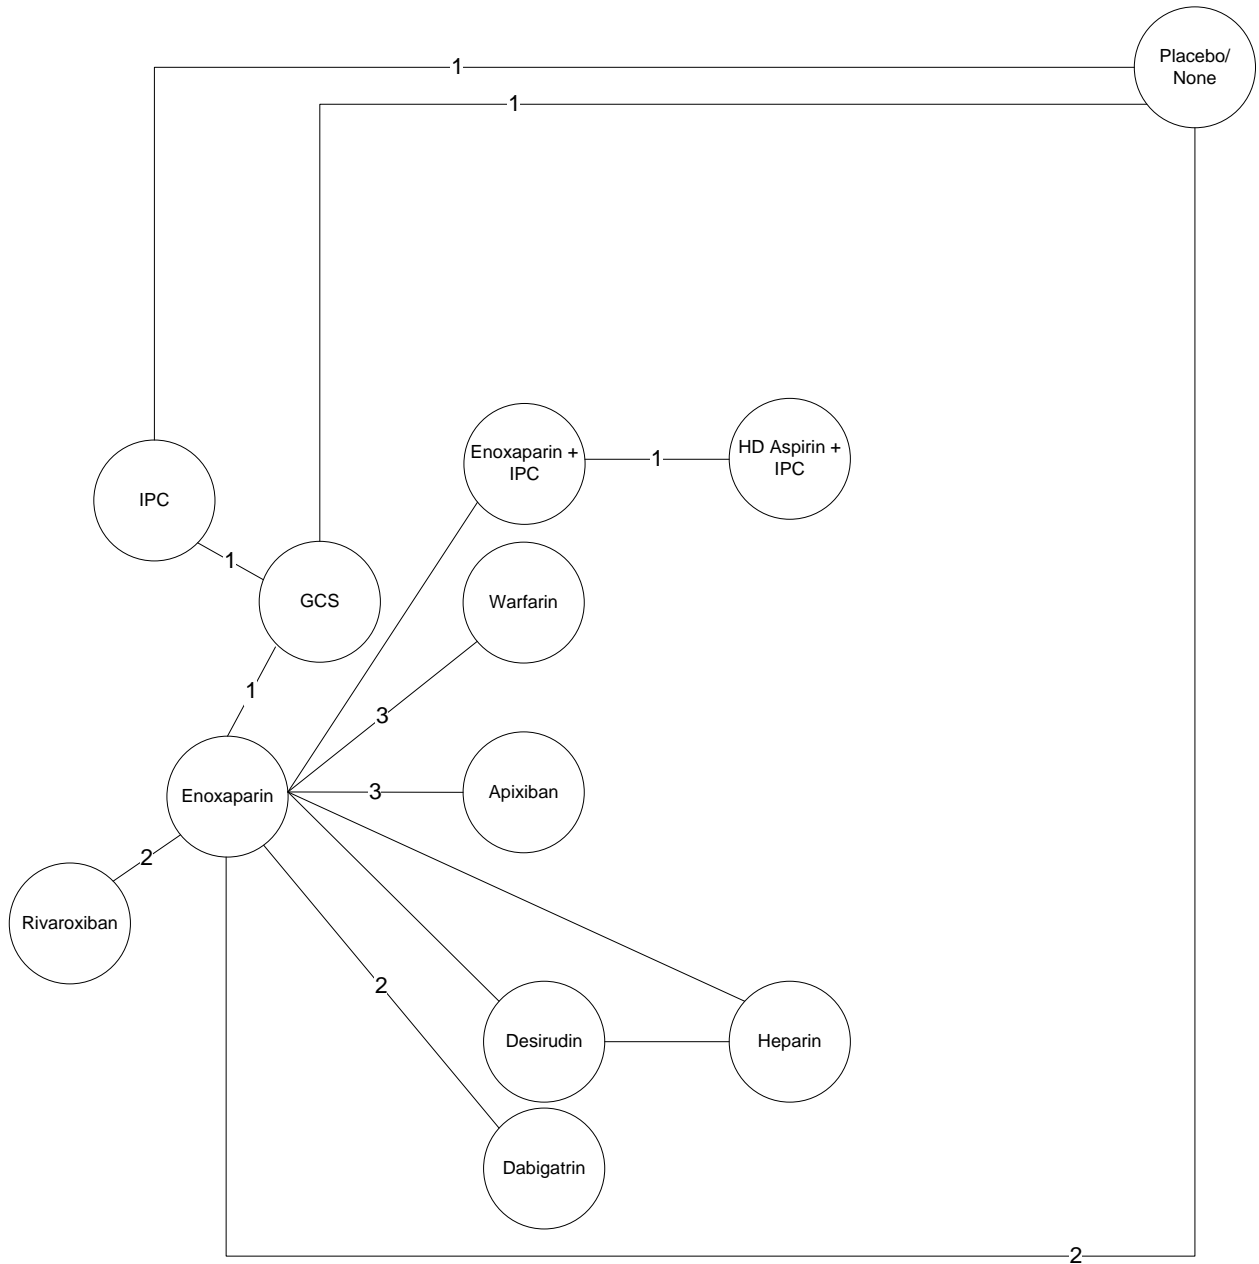 Placebo/
None
1
1
Enoxaparin +
IPC
1
HD Aspirin +
IPC
IPC
1
GCS
Warfarin
1
3
Enoxaparin
3
Apixiban
2
Rivaroxiban
2
Desirudin
Heparin
Dabigatrin
2